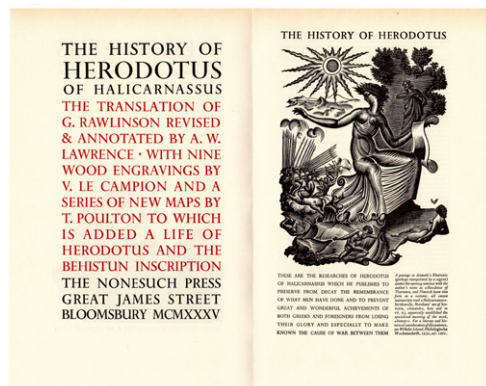 THE HISTORY OF
HERODOTUS
OF HALICARNASSUS
THE TRANSLATION OF
G. RAWLINSON REVISED
& ANNOTATED BY A. W.
LAWRENCE · WITH NINE
WOOD ENGRAVINGS BY
V. LE CAMPION AND A
SERIES OF NEW MAPS BY
T. POULTON TO WHICH
IS ADDED A LIFE OF
HERODOTUS AND THE
BEHISTUN INSCRIPTION
THE NONESUCH PRESS
GREAT JAMES STREET
BLOOMSBURY MCMXXXV
THE HISTORY OF HERODOTUS
THESE ARE THE RESEARCHES OF HERODOTUS
OF HALICARNASSUS WHICH HE PUBLISHES TO
PRESERVE FROM DECAY THE REMEMBRANCE
OF WHAT MEN HAVE DONE AND TO PREVENT
GREAT AND WONDERFUL ACHIEVEMENTS OF
BOTH GREEKS AND FOREIGNERS FROM LOSING
THEIR GLORY AND ESPECIALLY TO MAKE
KNOWN THE CAUSE OF WAR BETWEEN THEM